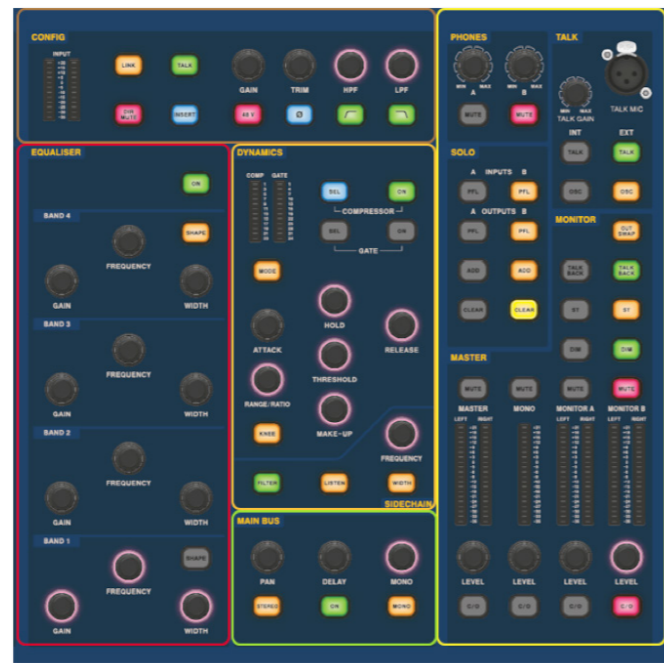 CONFIG
INPUT
LINK
TALK
GAIN
TRIM
HPF
LPF
DIR
MUTE
INSERT
48 V
Ø
EQUALISER
ON
BAND 4
SHAPE
FREQUENCY
GAIN
WIDTH
BAND 3
FREQUENCY
GAIN
WIDTH
BAND 2
FREQUENCY
GAIN
WIDTH
BAND 1
SHAPE
FREQUENCY
GAIN
WIDTH
DYNAMICS
COMP GATE
SEL
ON
COMPRESSOR
SEL
ON
GATE
MODE
HOLD
ATTACK
RELEASE
THRESHOLD
RANGE/RATIO
MAKE-UP
KNEE
FREQUENCY
FILTER
LISTEN
WIDTH
SIDECHAIN
MAIN BUS
PAN
DELAY
MONO
STEREO
ON
MONO
PHONES
MIN MAX
MIN MAX
A
B
MUTE
MUTE
TALK
MIN MAX
TALK GAIN
TALK MIC
INT
EXT
TALK
TALK
OSC
OSC
SOLO
A INPUTS B
PFL
PFL
A OUTPUTS B
PFL
PFL
ADD
ADD
CLEAR
CLEAR
MONITOR
OUT
SWAP
TALK
BACK
TALK
BACK
ST
ST
DIM
DIM
MASTER
MUTE
MUTE
MUTE
MUTE
MASTER
MONO
MONITOR A
MONITOR B
LEFT RIGHT
LEFT RIGHT
LEFT RIGHT
LEVEL
LEVEL
LEVEL
LEVEL
C/O
C/O
C/O
C/O